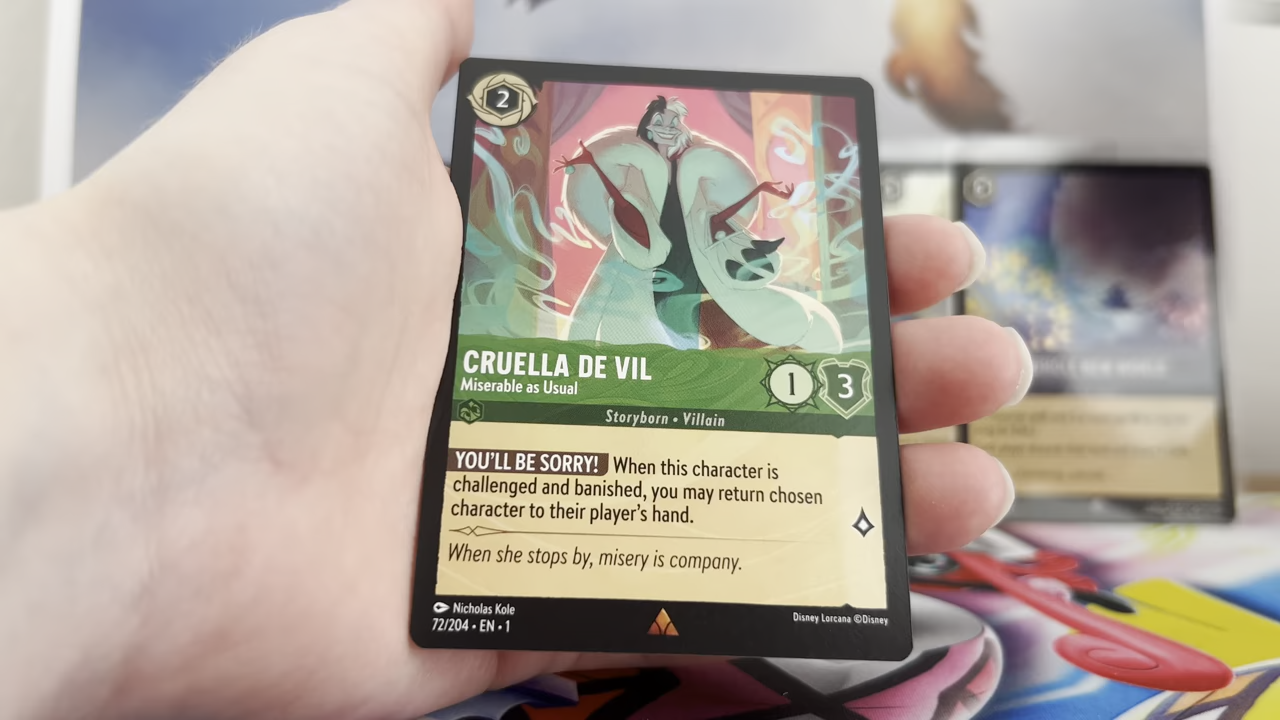 2
CRUELLA DE VIL
Miserable as Usual
1
3
Storyborn • Villain
YOU'LL BE SORRY! When this character is
challenged and banished, you may return chosen
character to their player's hand.
When she stops by, misery is company.
Nicholas Kole
72/204 • EN • 1
Disney Lorcana ©Disney